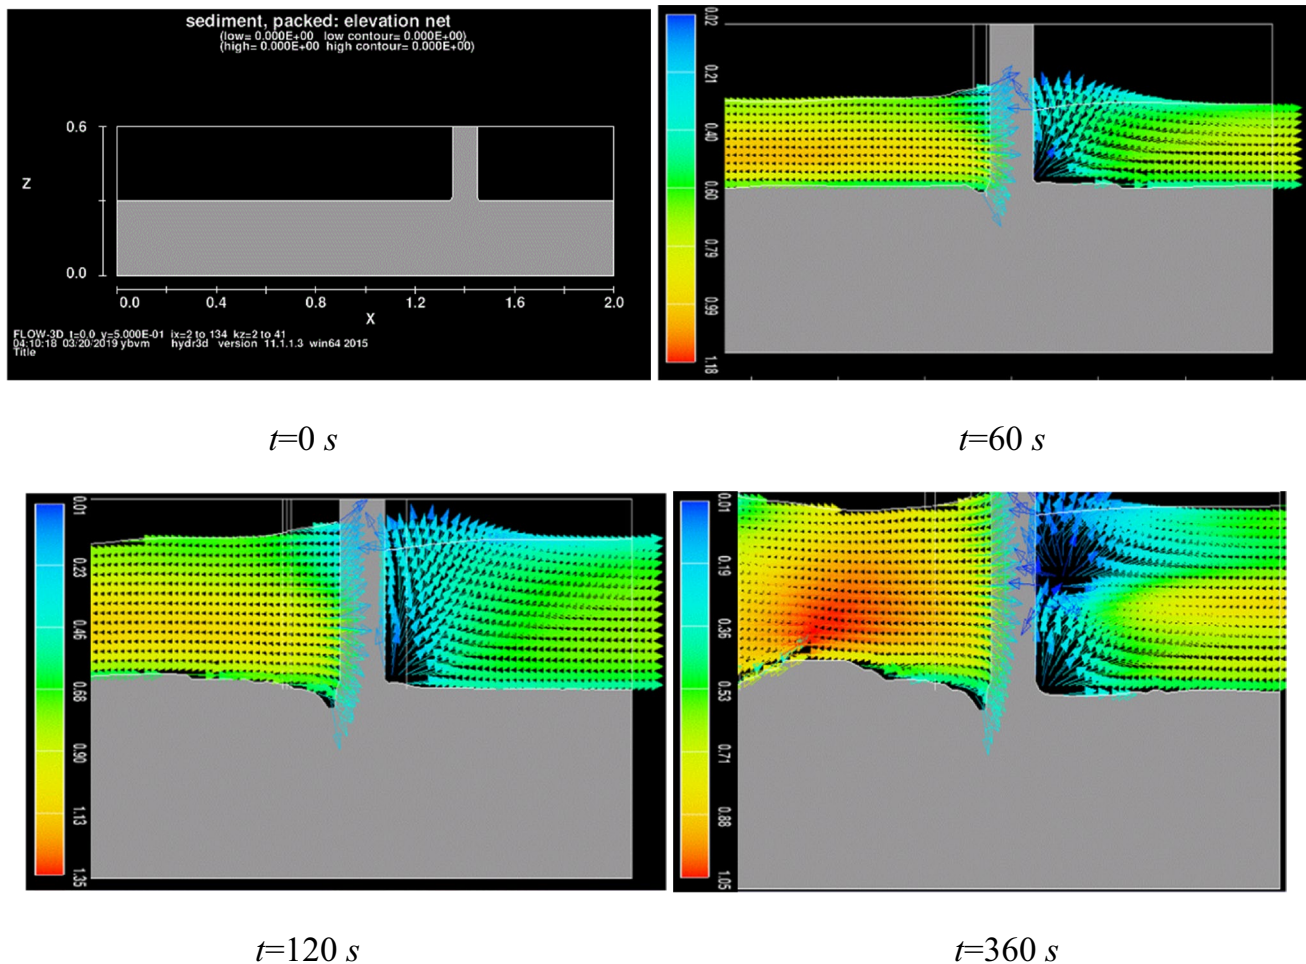 sediment, packed: elevation net
(low= 0.000E+00 low contour= 0.000E+00)
(high= 0.000E+00 high contour= 0.000E+00)
0.6
Z
0.0
0.0 0.4 0.8 1.2 1.6 2.0
X
FLOW-3D t=0.0 y=5.000E-01 ix=2 to 134 kz=2 to 41
04:10:18 03/20/2019 ybvm hydr3d version 11.1.1.3 win64 2015
Title
0.02
0.21
0.40
0.60
0.79
0.99
1.18
t=0 s
t=60 s
0.01
0.23
0.46
0.68
0.90
1.13
1.35
0.01
0.19
0.36
0.53
0.71
0.88
1.05
t=120 s
t=360 s